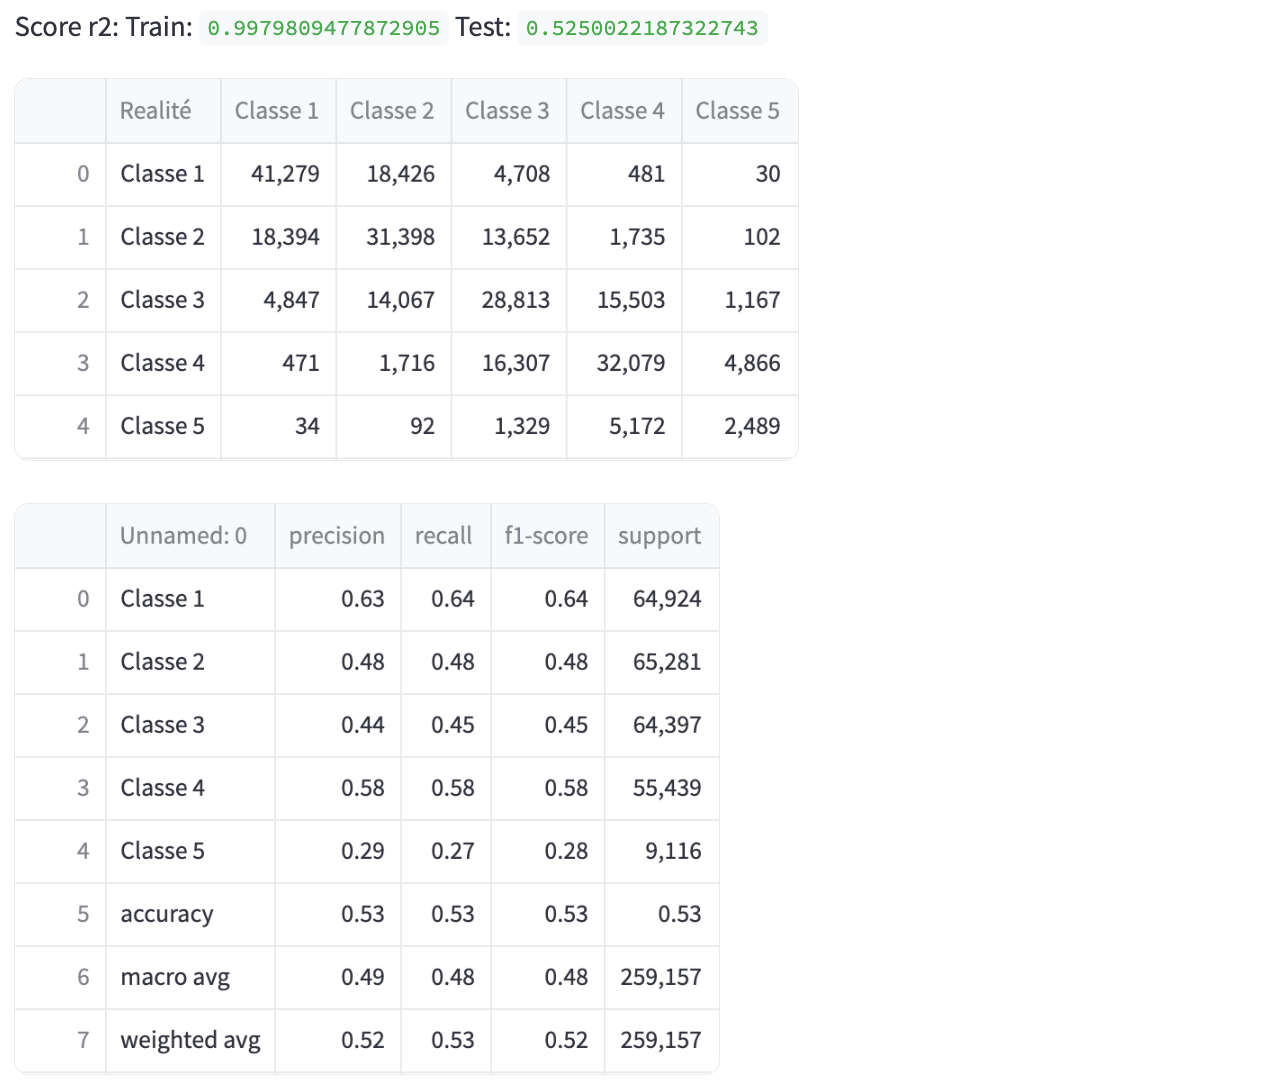 Score r2: Train: 0.9979809477872905 Test: 0.5250022187322743
Realité Classe 1 Classe 2 Classe 3 Classe 4 Classe 5
0 Classe 1 41,279 18,426 4,708 481 30
1 Classe 2 18,394 31,398 13,652 1,735 102
2 Classe 3 4,847 14,067 28,813 15,503 1,167
3 Classe 4 471 1,716 16,307 32,079 4,866
4 Classe 5 34 92 1,329 5,172 2,489
Unnamed: 0 precision recall f1-score support
0 Classe 1 0.63 0.64 0.64 64,924
1 Classe 2 0.48 0.48 0.48 65,281
2 Classe 3 0.44 0.45 0.45 64,397
3 Classe 4 0.58 0.58 0.58 55,439
4 Classe 5 0.29 0.27 0.28 9,116
5 accuracy 0.53 0.53 0.53 0.53
6 macro avg 0.49 0.48 0.48 259,157
7 weighted avg 0.52 0.53 0.52 259,157